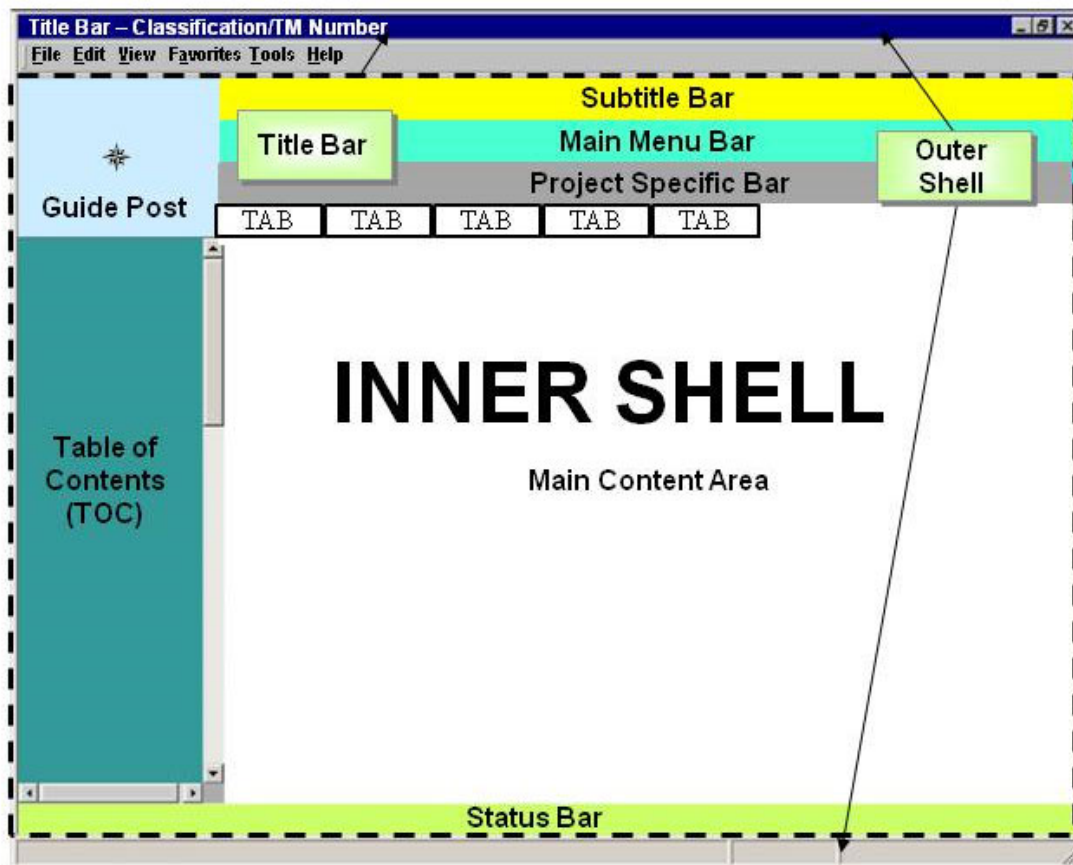 Title Bar – Classification/TM Number
File Edit View Favorites Tools Help
Subtitle Bar
Title Bar
Main Menu Bar
Outer
Shell
Project Specific Bar
Guide Post
TAB TAB TAB TAB TAB
INNER SHELL
Main Content Area
Table of
Contents
(TOC)
Status Bar